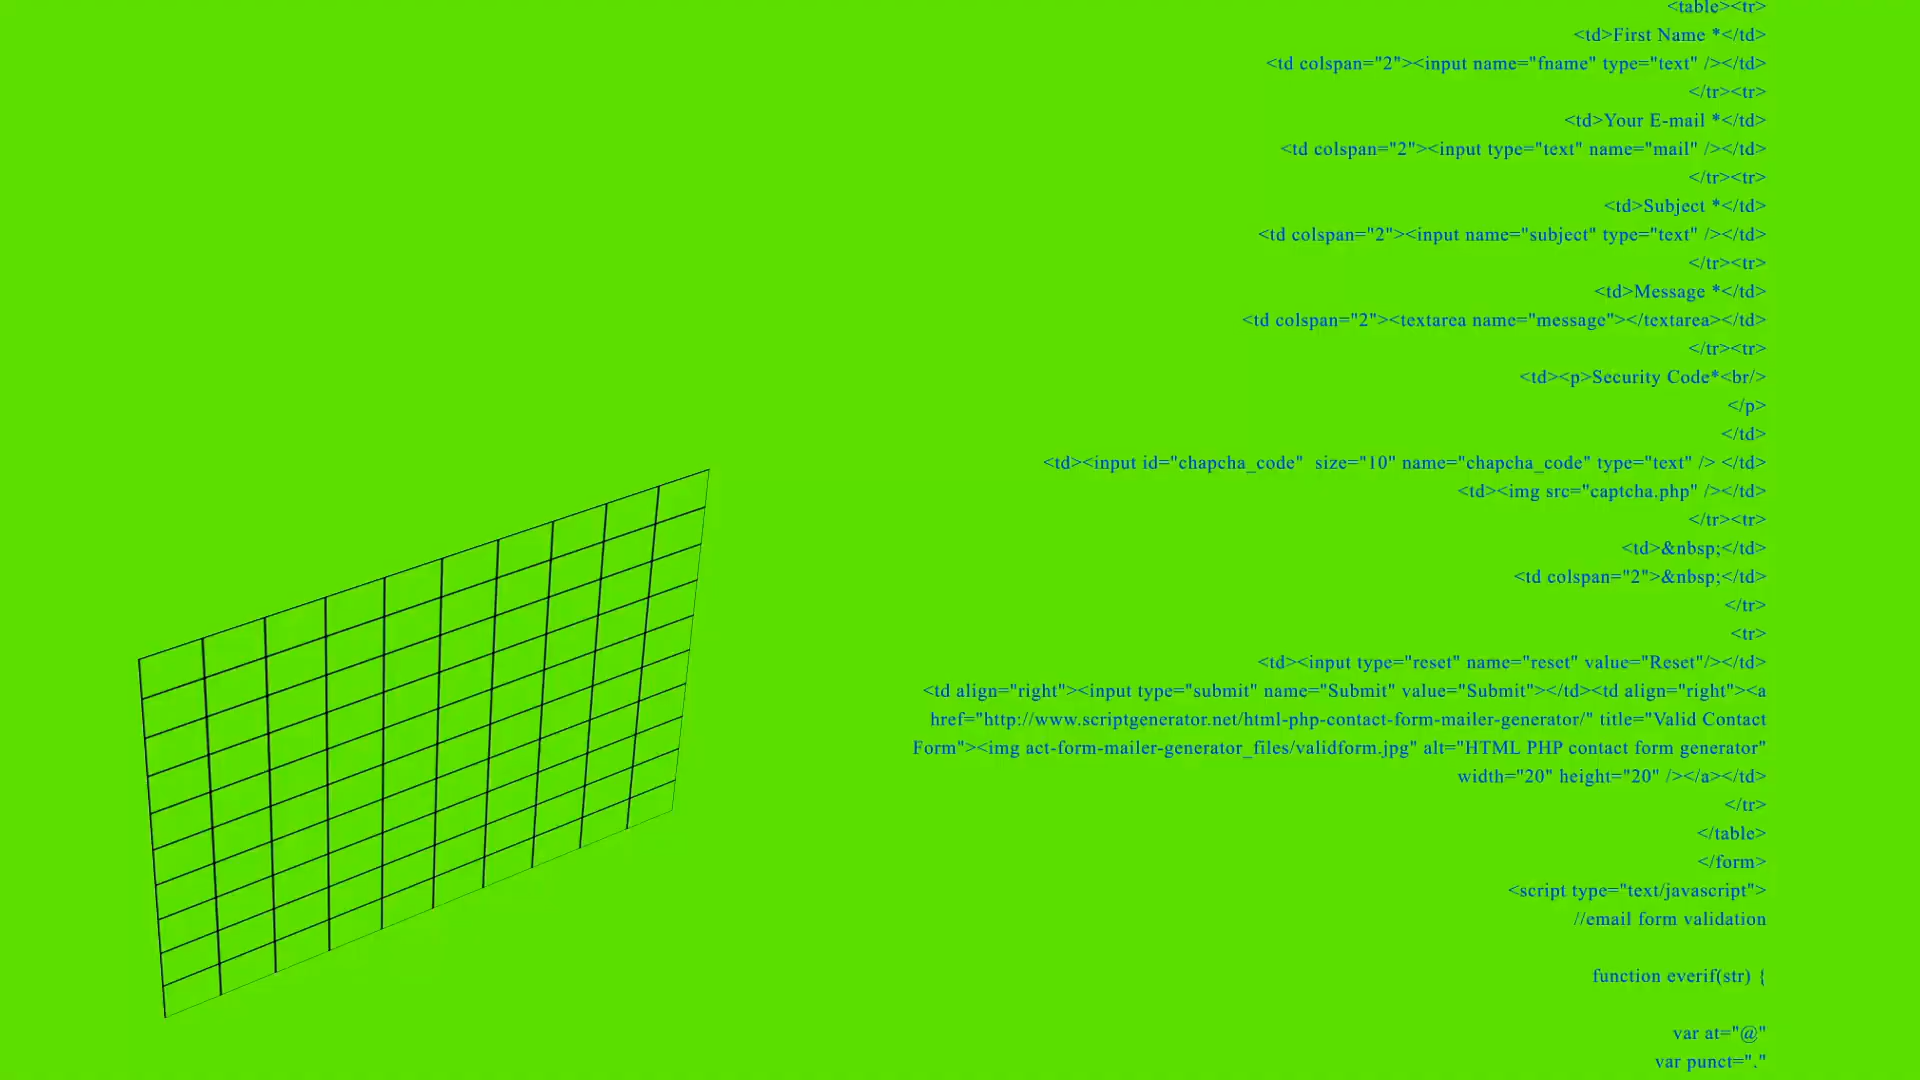 <table><tr>
<td>First Name *</td>
<td colspan="2"><input name="fname" type="text" /></td>
</tr><tr>
<td>Your E-mail *</td>
<td colspan="2"><input type="text" name="mail" /></td>
</tr><tr>
<td>Subject *</td>
<td colspan="2"><input name="subject" type="text" /></td>
</tr><tr>
<td>Message *</td>
<td colspan="2"><textarea name="message"></textarea></td>
</tr><tr>
<td><p>Security Code*<br/>
</p>
</td>
<td><input id="chapcha_code"  size="10" name="chapcha_code" type="text" /> </td>
<td><img src="captcha.php" /></td>
</tr><tr>
<td>&nbsp;</td>
<td colspan="2">&nbsp;</td>
</tr>
<tr>
<td><input type="reset" name="reset" value="Reset"/></td>
<td align="right"><input type="submit" name="Submit" value="Submit"></td><td align="right"><a
href="http://www.scriptgenerator.net/html-php-contact-form-mailer-generator/" title="Valid Contact
Form"><img act-form-mailer-generator_files/validform.jpg" alt="HTML PHP contact form generator"
width="20" height="20" /></a></td>
</tr>
</table>
</form>
<script type="text/javascript">
//email form validation
function everif(str) {
var at="@"
var punct="."